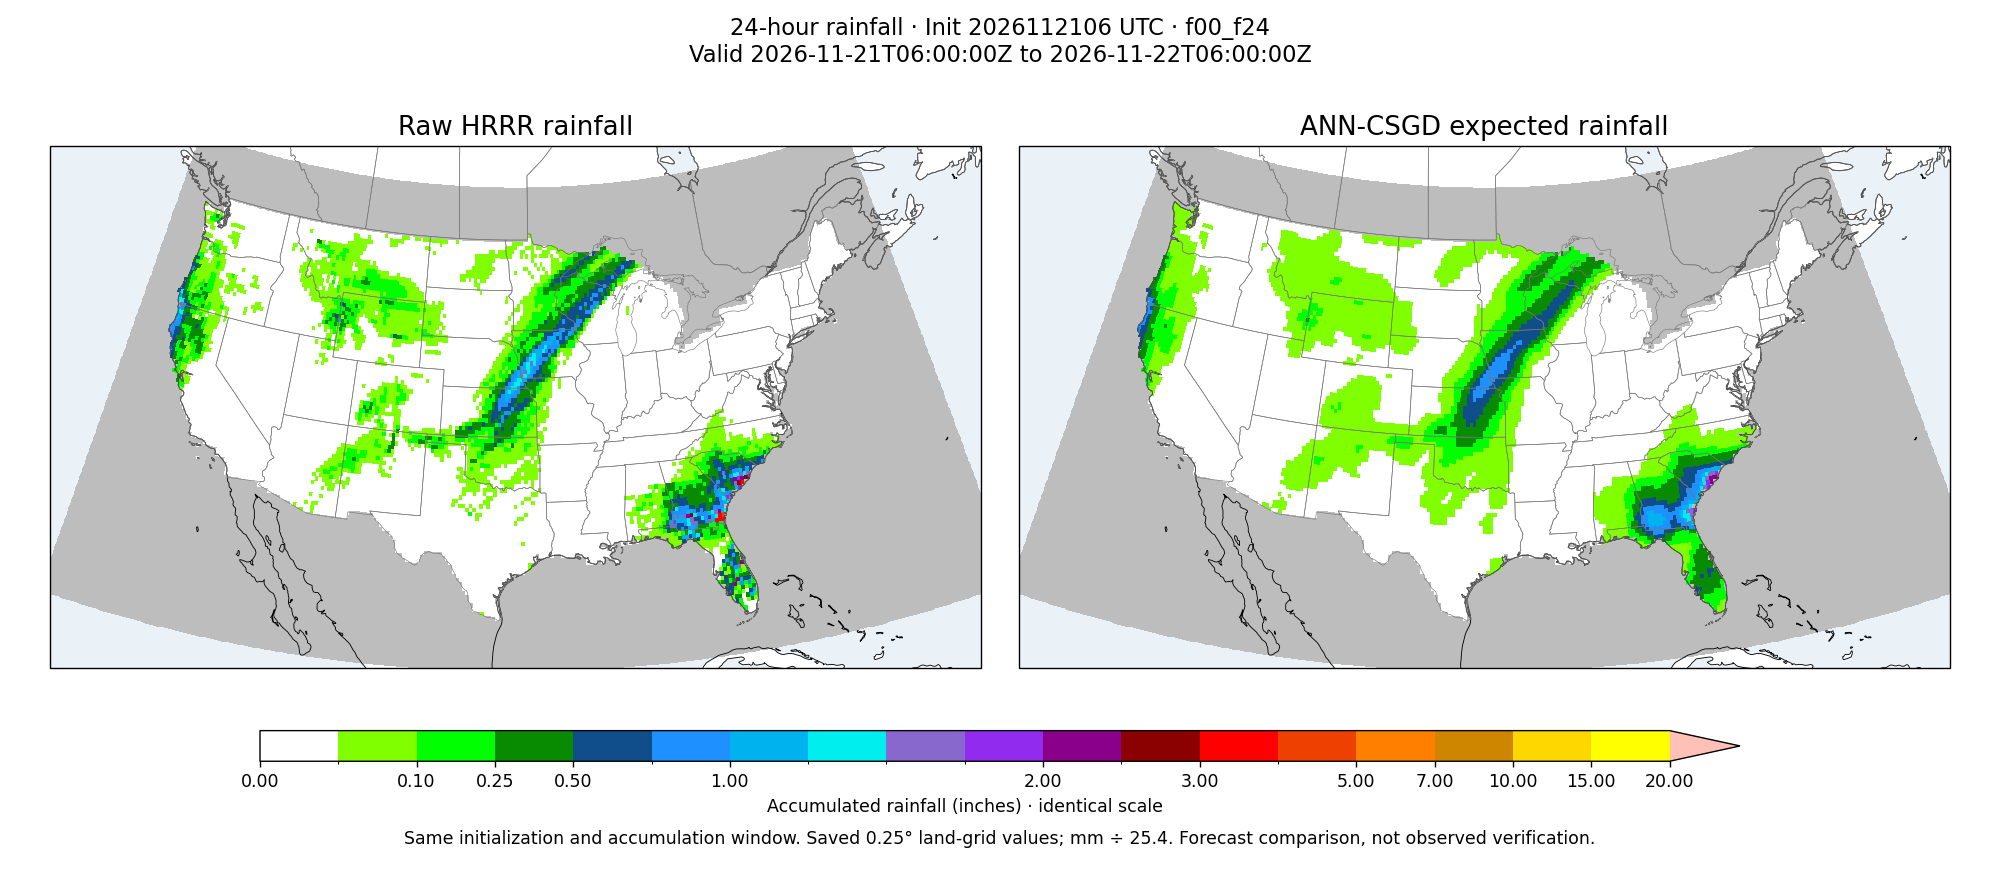 24-hour rainfall · Init 2026112106 UTC · f00_f24
Valid 2026-11-21T06:00:00Z to 2026-11-22T06:00:00Z
Raw HRRR rainfall
ANN-CSGD expected rainfall
0.00 0.10 0.25 0.50 1.00 2.00 3.00 5.00 7.00 10.00 15.00 20.00
Accumulated rainfall (inches) · identical scale
Same initialization and accumulation window. Saved 0.25° land-grid values; mm ÷ 25.4. Forecast comparison, not observed verification.